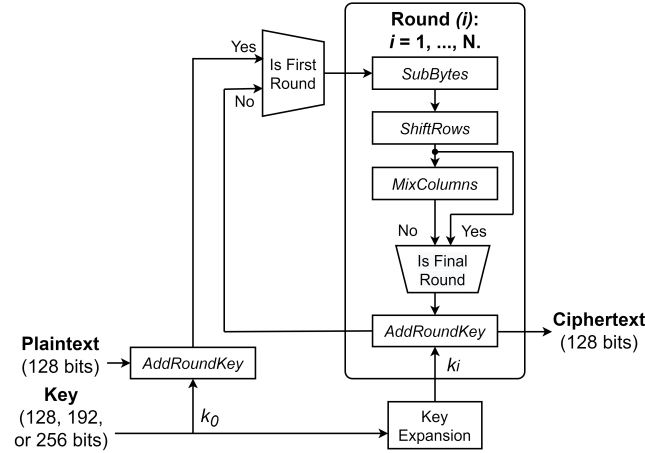 Round (i):
i = 1, ..., N.
Yes
Is First
Round
No
SubBytes
ShiftRows
MixColumns
No
Yes
Is Final
Round
Plaintext
(128 bits)
AddRoundKey
AddRoundKey
Ciphertext
(128 bits)
Key
(128, 192,
or 256 bits)
k0
ki
Key
Expansion